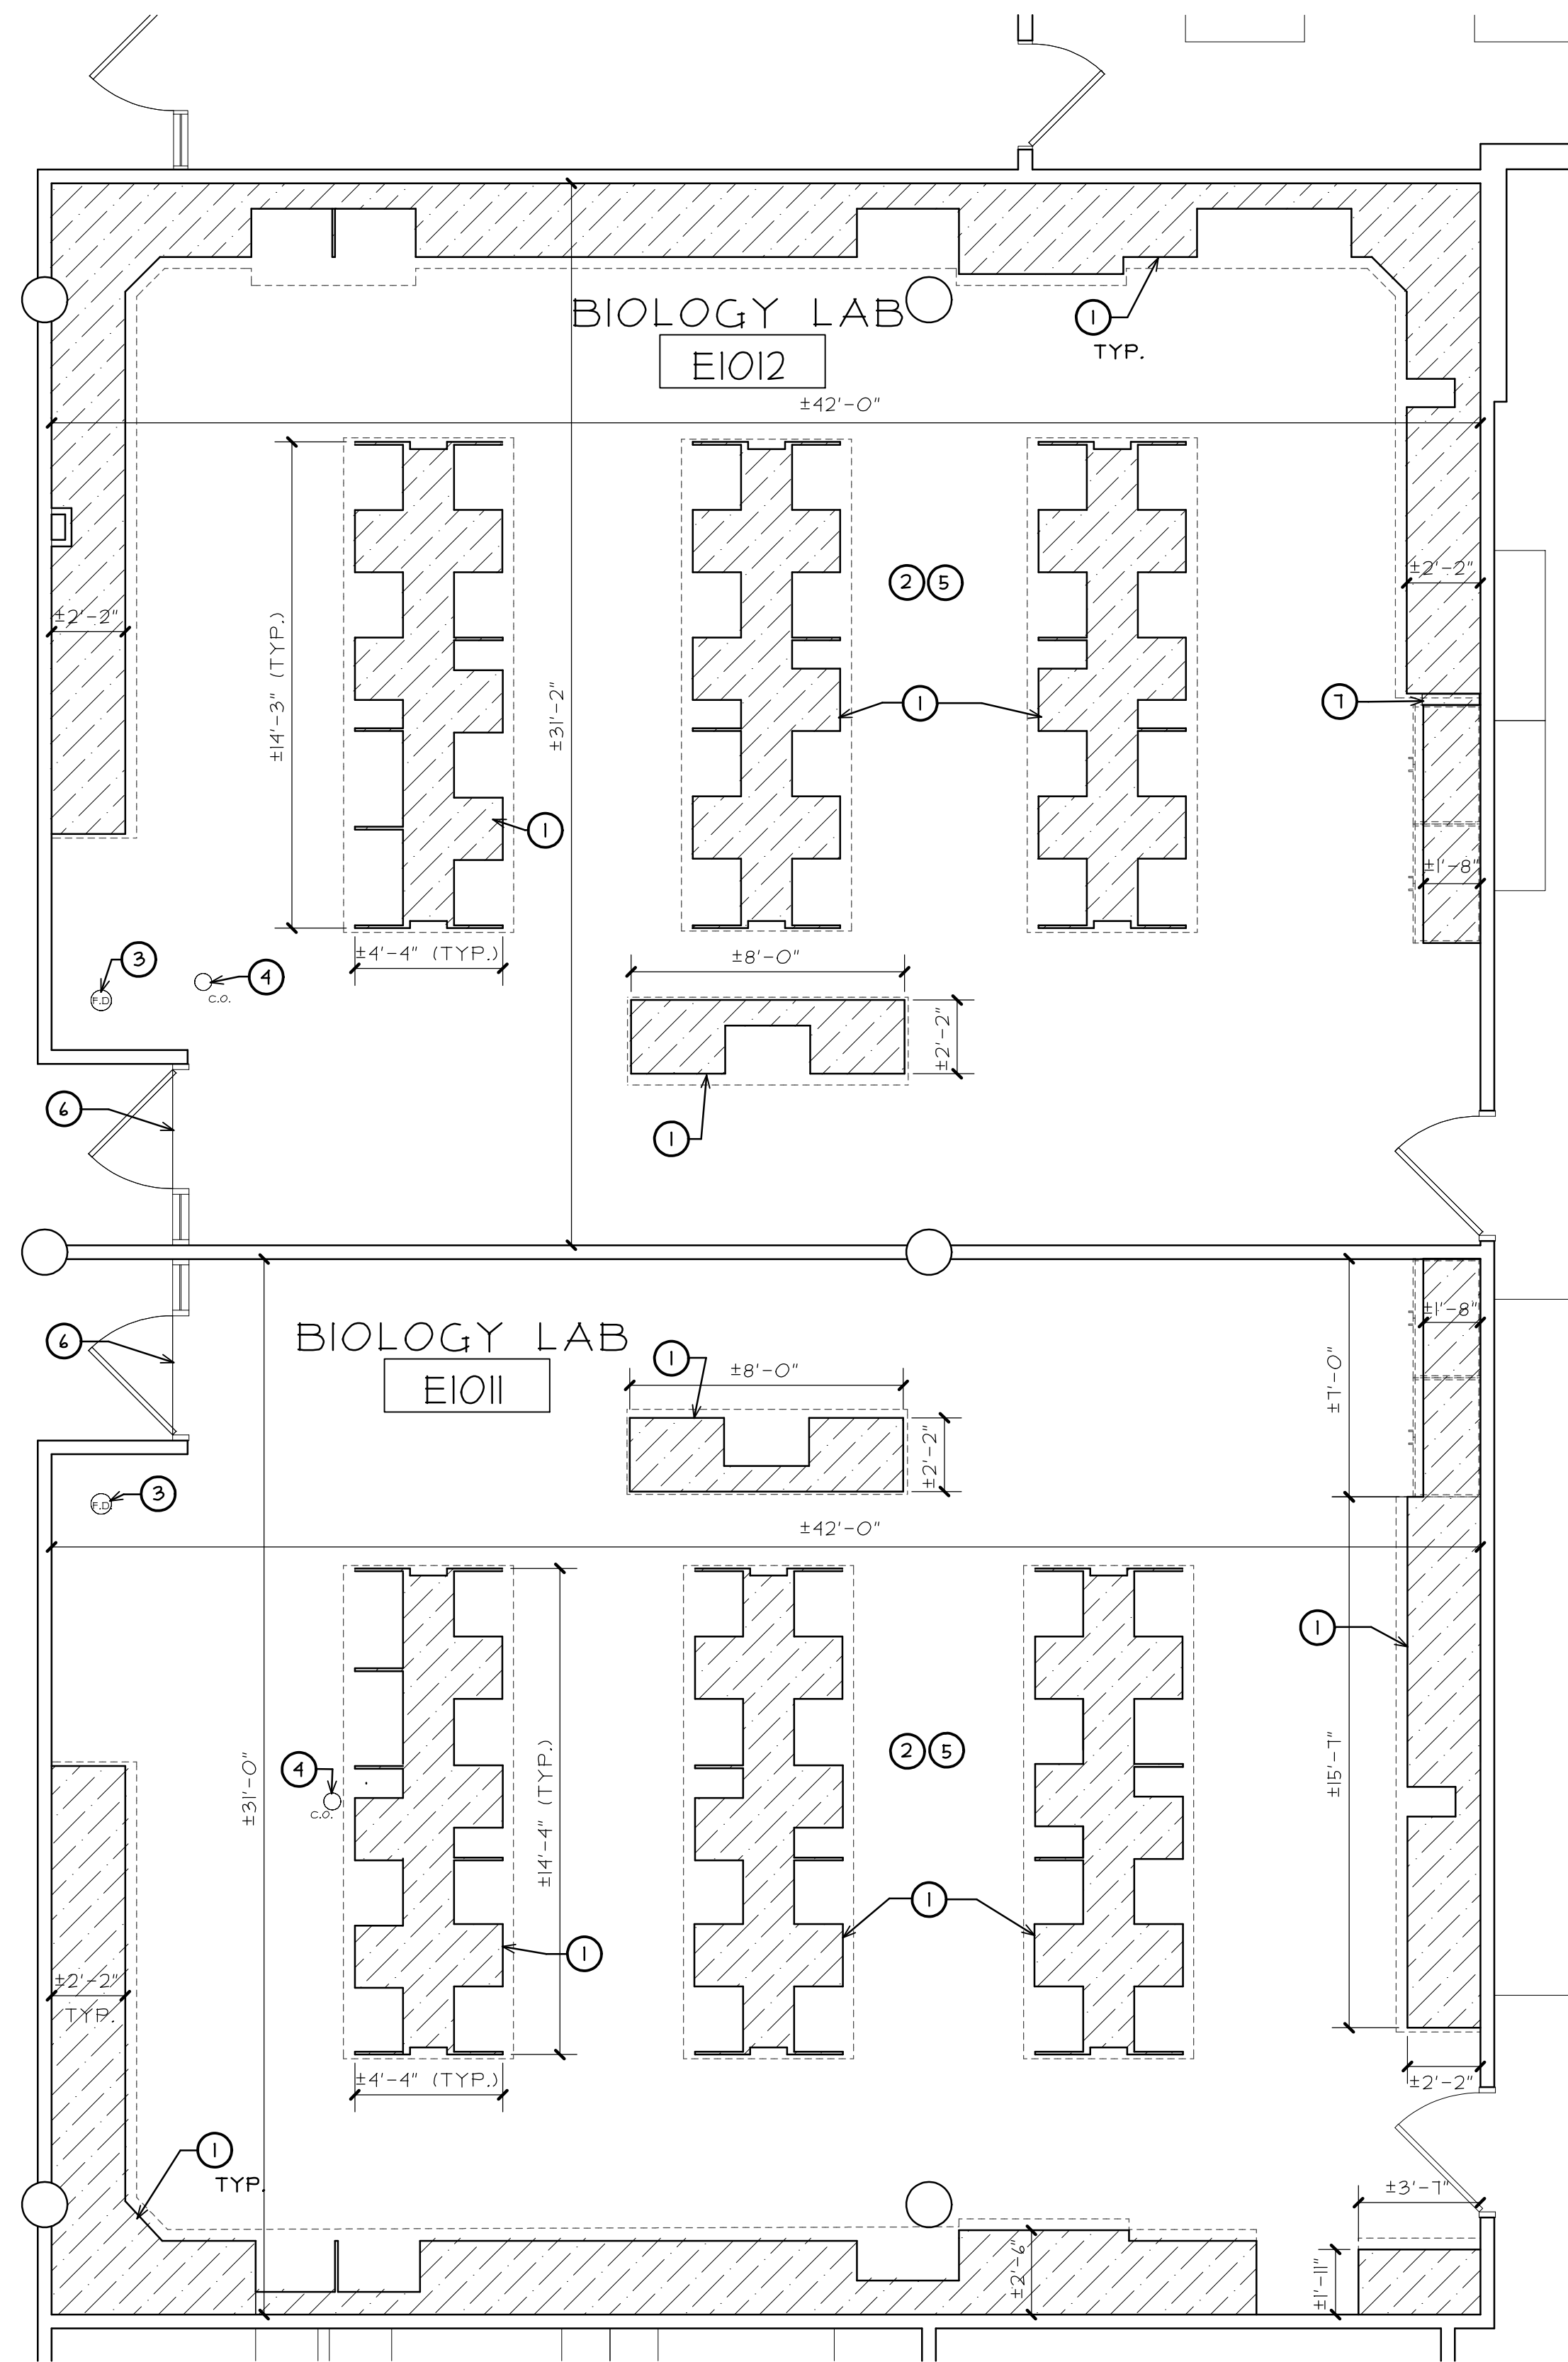 BIOLOGY LAB
1
TYP.
E1012
±42'-0"
±2'-2"
2 5
±2'-2"
±14'-3" (TYP.)
±31'-2"
1
7
1
±1'-8"
3
4
±4'-4" (TYP.)
±8'-0"
F.D.
C.O.
±2'-2"
6
1
BIOLOGY LAB
E1011
6
1
±8'-0"
±1'-8"
±7'-0"
±2'-2"
3
F.D.
±42'-0"
1
±31'-0"
4
C.O.
±14'-4" (TYP.)
2 5
±15'-7"
1
1
±2'-2"
TYP.
±4'-4" (TYP.)
±2'-2"
1
TYP.
±3'-7"
±2'-6"
±1'-11"